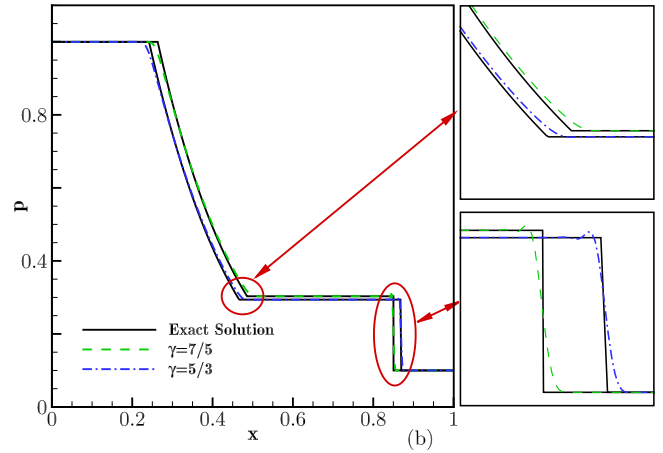 0.8
p
0.4
Exact Solution
γ=7/5
γ=5/3
0
0 0.2 0.4 0.6 0.8 1
x
(b)